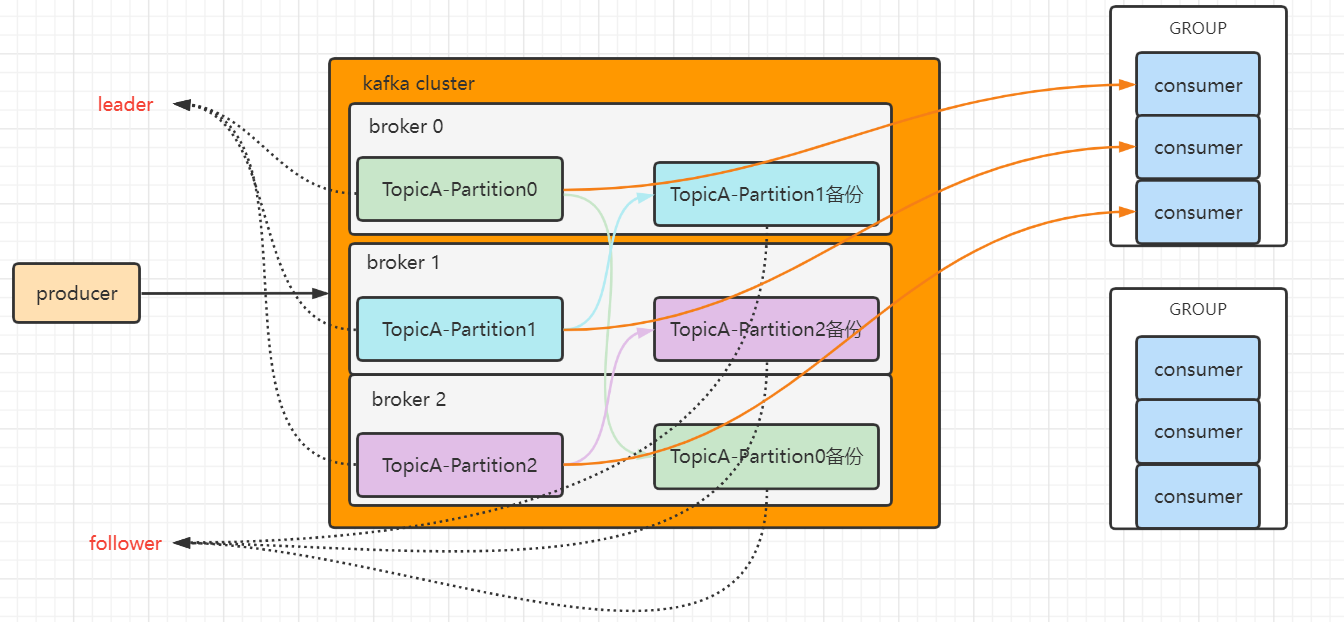 leader
kafka cluster
broker 0
TopicA-Partition0
TopicA-Partition1备份
broker 1
TopicA-Partition1
TopicA-Partition2备份
broker 2
TopicA-Partition2
TopicA-Partition0备份
producer
follower
GROUP
consumer
consumer
consumer
GROUP
consumer
consumer
consumer